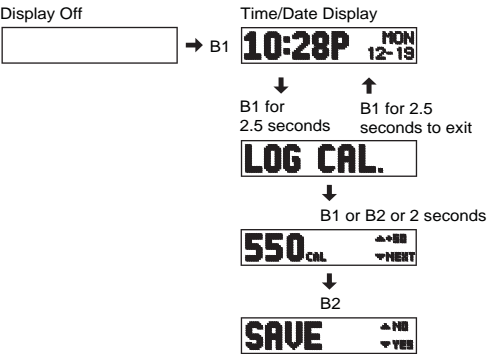 Display Off
Time/Date Display
B1
10:28P MON
12-19
B1 for
2.5 seconds
B1 for 2.5
seconds to exit
LOG CAL.
B1 or B2 or 2 seconds
550 CAL +50
NEXT
B2
SAVE NO
YES